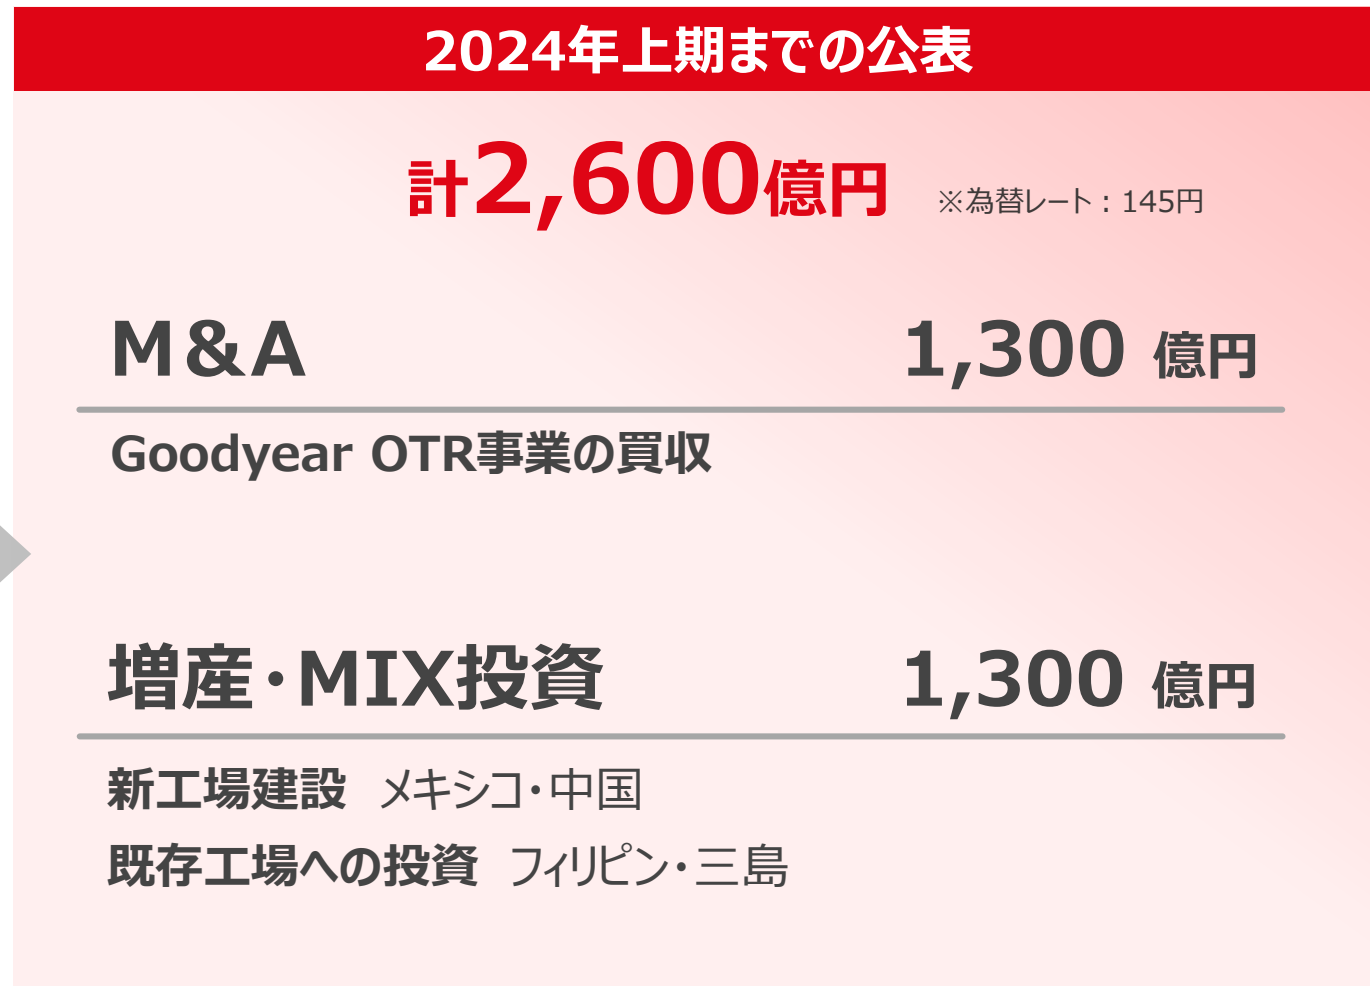 2024年上期までの公表
計2,600億円 ※為替レート：145円
M＆A 1,300 億円
Goodyear OTR事業の買収
増産・MIX投資 1,300 億円
新工場建設 メキシコ・中国
既存工場への投資 フィリピン・三島